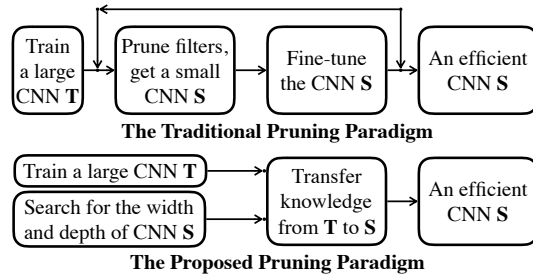 Train
a large
CNN T
Prune filters,
get a small
CNN S
Fine-tune
the CNN S
An efficient
CNN S
The Traditional Pruning Paradigm
Train a large CNN T
Search for the width
and depth of CNN S
Transfer
knowledge
from T to S
An efficient
CNN S
The Proposed Pruning Paradigm